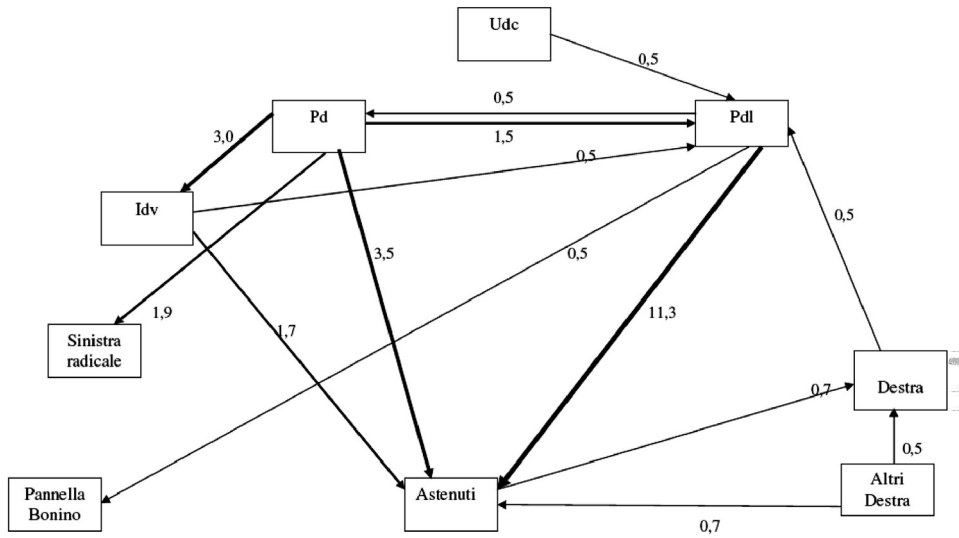 Udc
0,5
0,5
Pd
Pdl
3,0
1,5
0,5
Idv
0,5
3,5
0,5
1,9
1,7
11,3
Sinistra
radicale
Destra
0,7
0,5
Pannella
Bonino
Astenuti
Altri
Destra
0,7